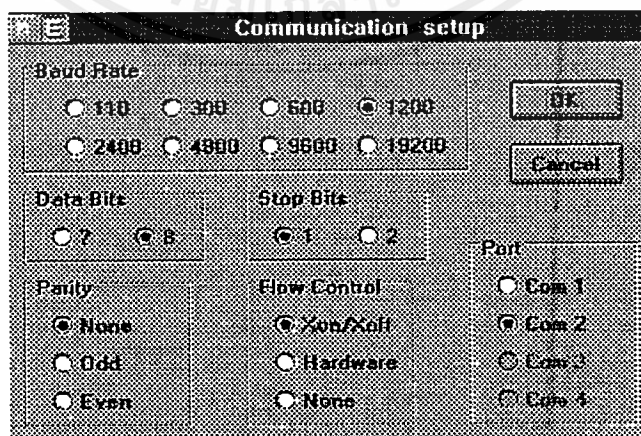 Communication setup
Baud Rate
110 300 600 1200
2400 4800 9600 19200
OK
Cancel
Data Bits
7 8
Stop Bits
1 2
Parity
None
Odd
Even
Flow Control
Xon/Xoff
Hardware
None
Port
Com 1
Com 2
Com 3
Com 4